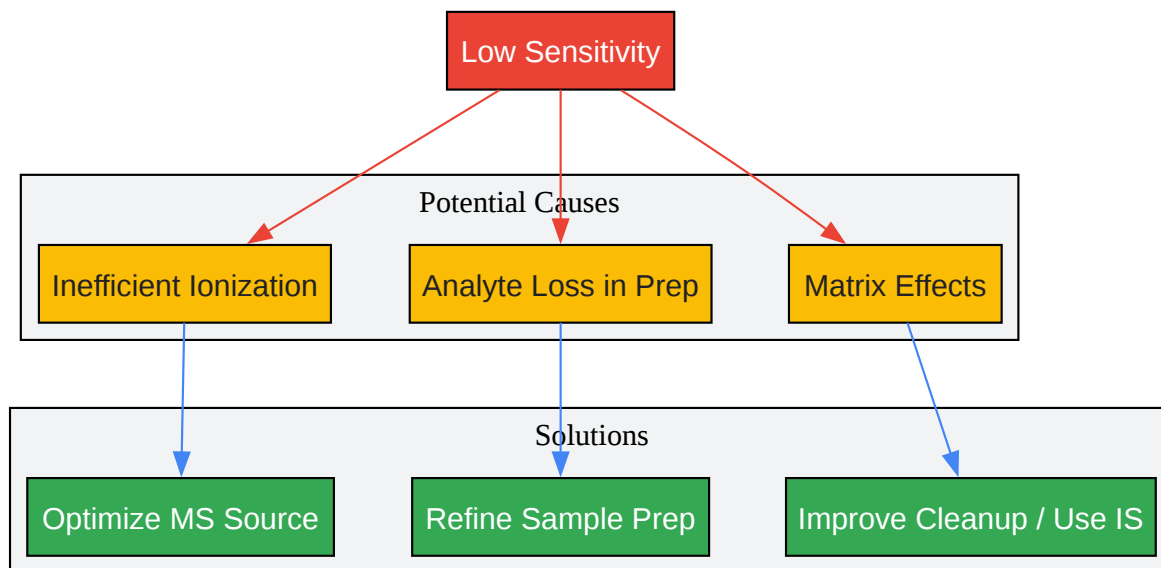 Low Sensitivity
Potential Causes
Inefficient Ionization
Analyte Loss in Prep
Matrix Effects
Solutions
Optimize MS Source
Refine Sample Prep
Improve Cleanup / Use IS